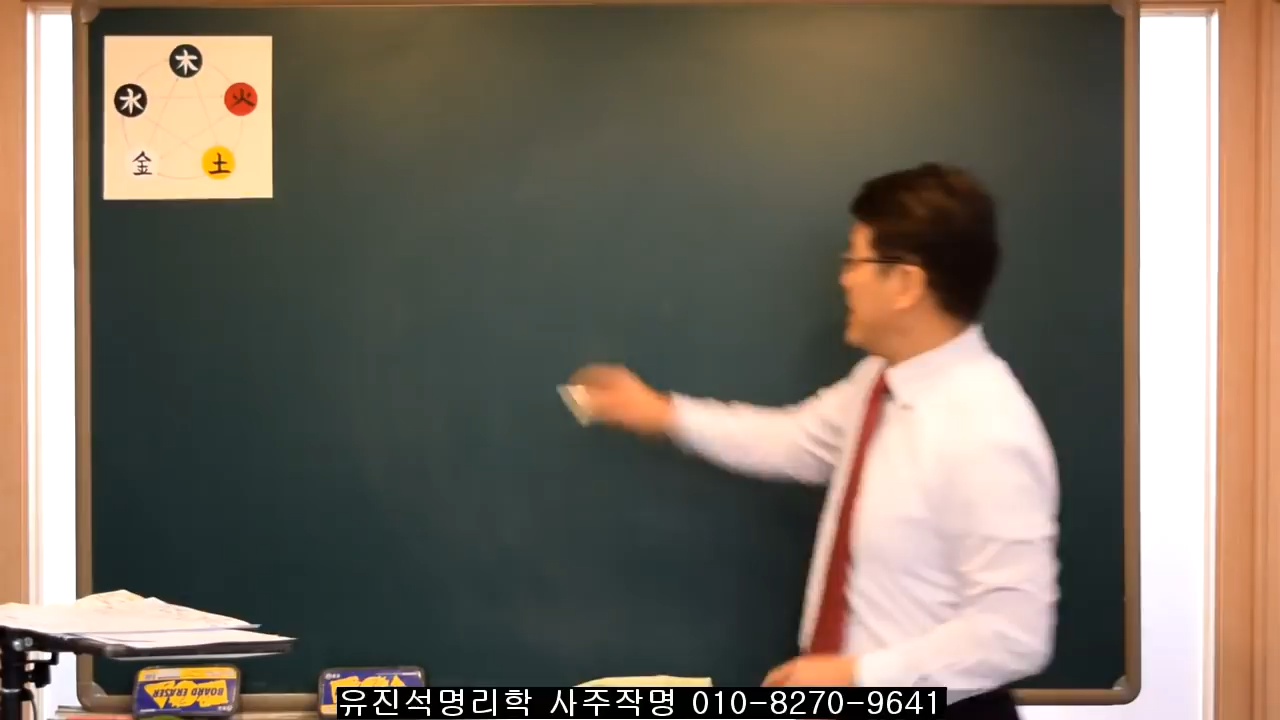 木
水 火
金 土
BOARD ERASER
유진석명리학 사주작명 010-8270-9641